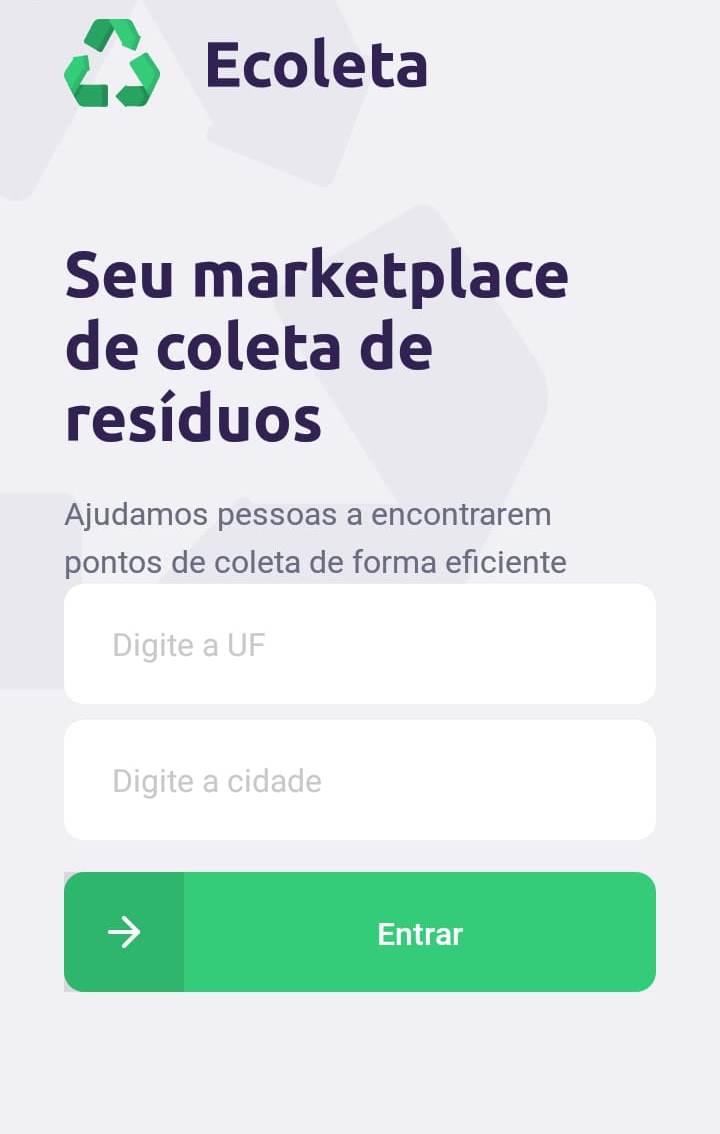 Ecoleta
Seu marketplace
de coleta de
resíduos
Ajudamos pessoas a encontrarem
pontos de coleta de forma eficiente
Digite a UF
Digite a cidade
Entrar